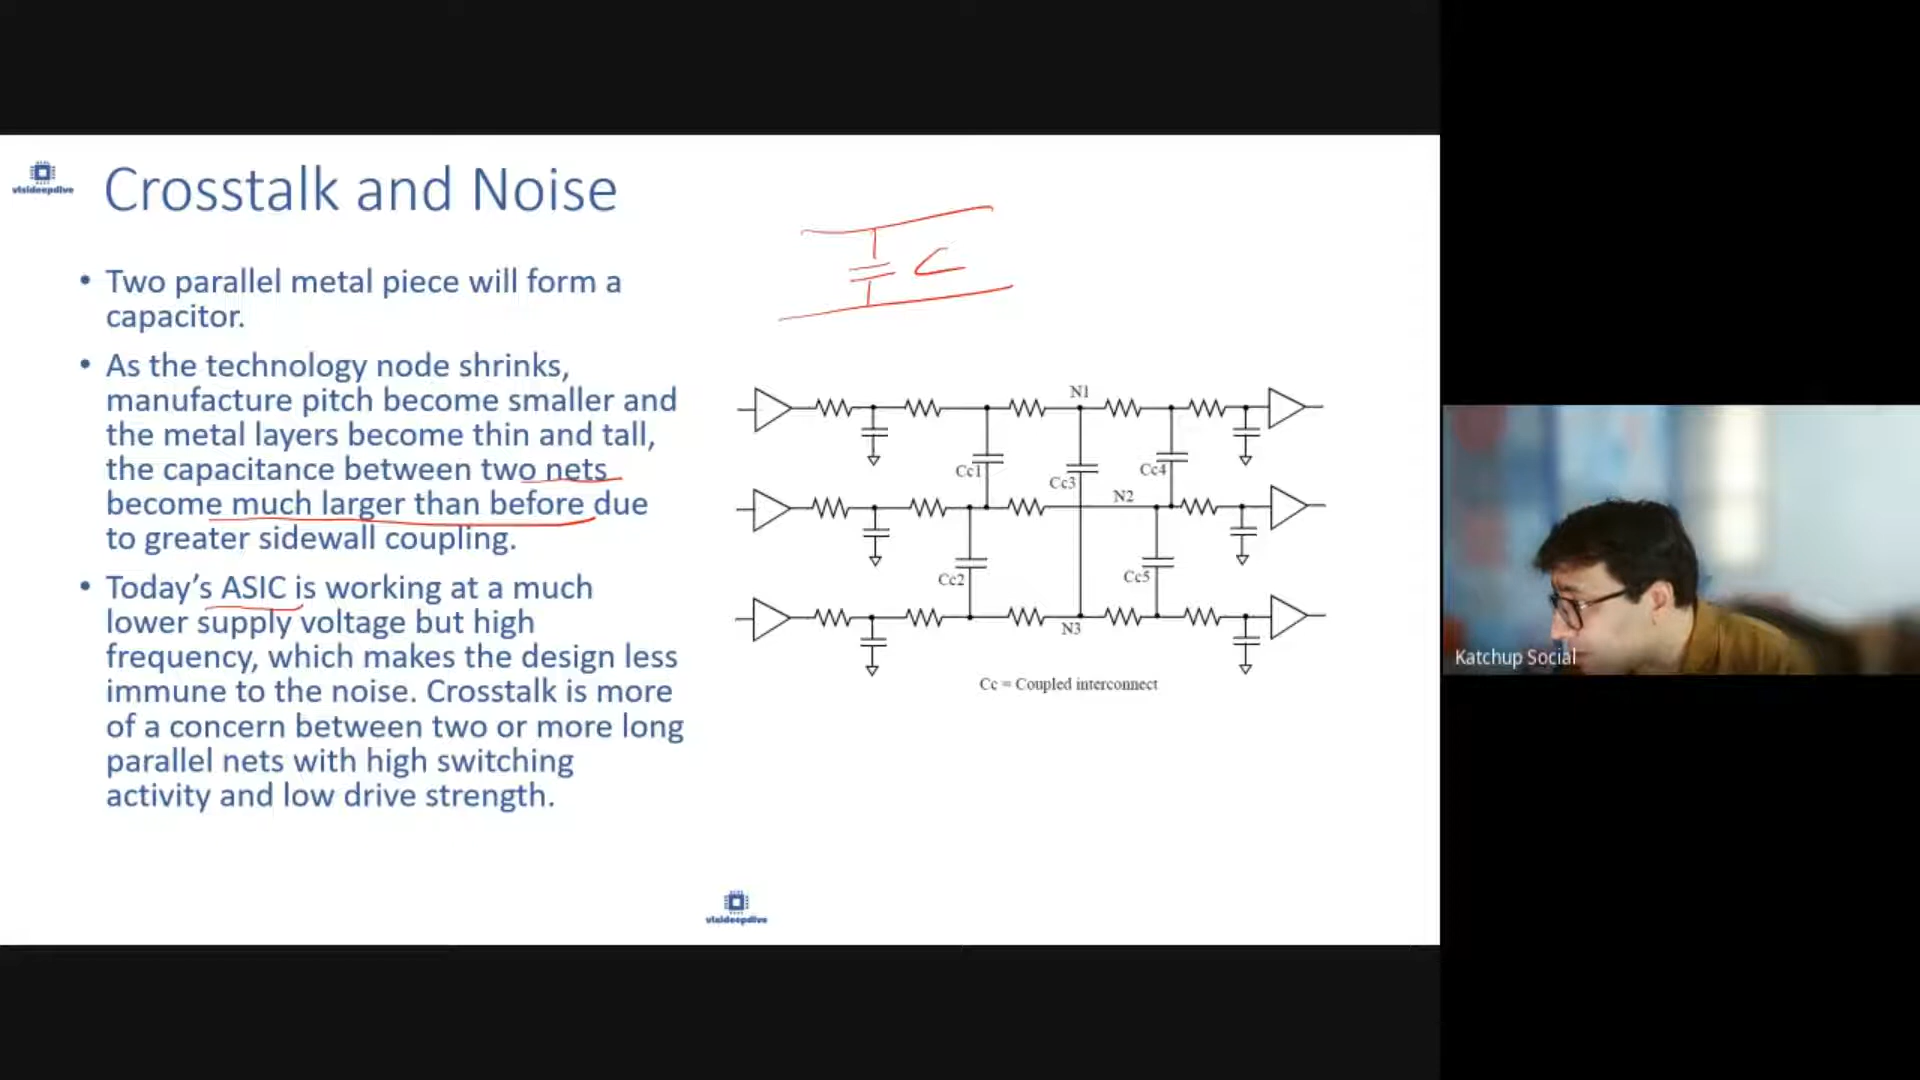 vlsideepdive
Crosstalk and Noise
• Two parallel metal piece will form a
capacitor.
• As the technology node shrinks,
manufacture pitch become smaller and
the metal layers become thin and tall,
the capacitance between two nets
become much larger than before due
to greater sidewall coupling.
• Today’s ASIC is working at a much
lower supply voltage but high
frequency, which makes the design less
immune to the noise. Crosstalk is more
of a concern between two or more long
parallel nets with high switching
activity and low drive strength.
C
N1
Cc1
Cc3
Cc4
N2
Cc2
Cc5
N3
Cc = Coupled interconnect
vlsideepdive
Katchup Social